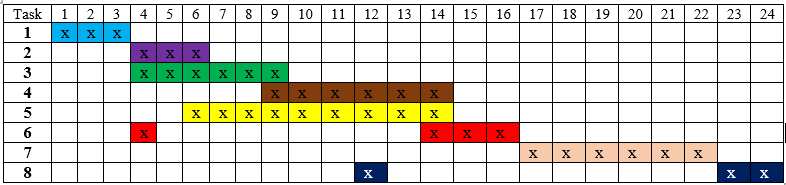 Task 1 2 3 4 5 6 7 8 9 10 11 12 13 14 15 16 17 18 19 20 21 22 23 24
1 x x x
2 x x x
3 x x x x x x
4 x x x x x x
5 x x x x x x x x x
6 x x x x
7 x x x x x x
8 x x x